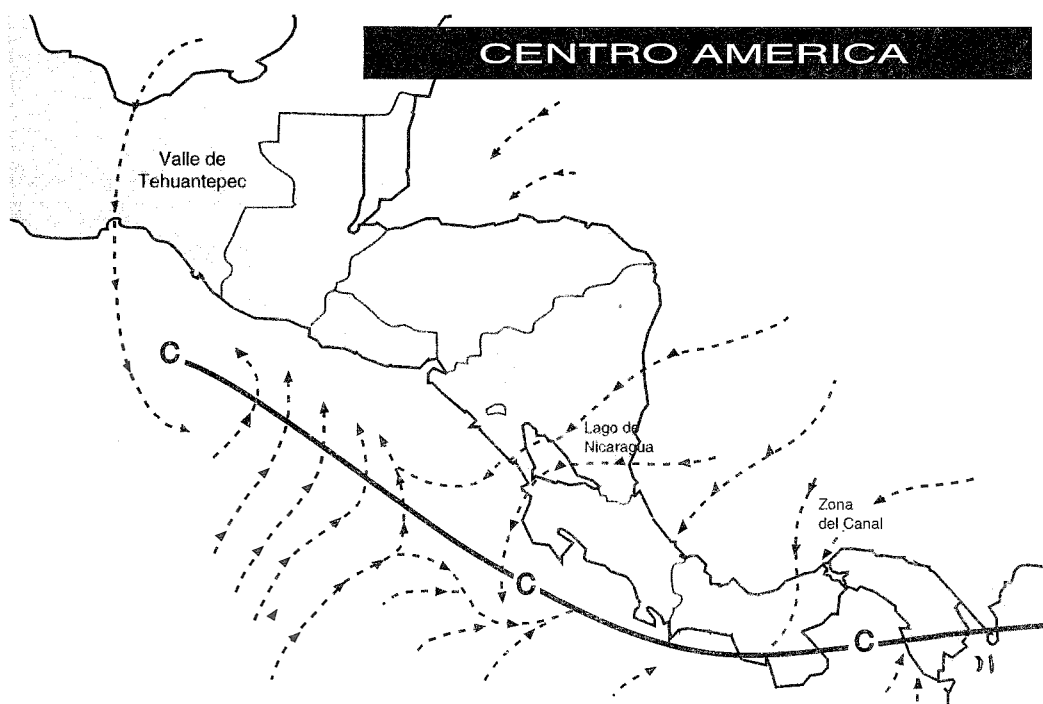 CENTRO AMERICA
Valle de
Tehuantepec
C
Lago de
Nicaragua
Zona
del Canal
C
C